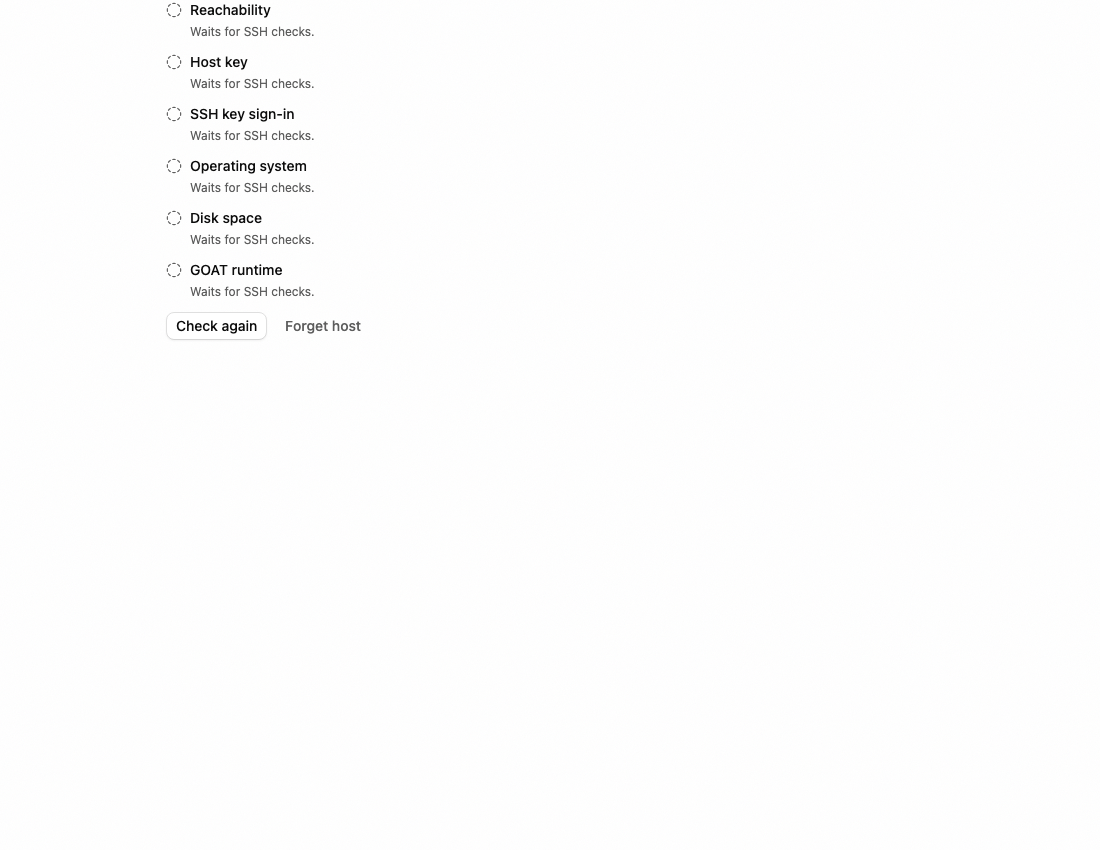 Reachability
Waits for SSH checks.
Host key
Waits for SSH checks.
SSH key sign-in
Waits for SSH checks.
Operating system
Waits for SSH checks.
Disk space
Waits for SSH checks.
GOAT runtime
Waits for SSH checks.
Check again Forget host